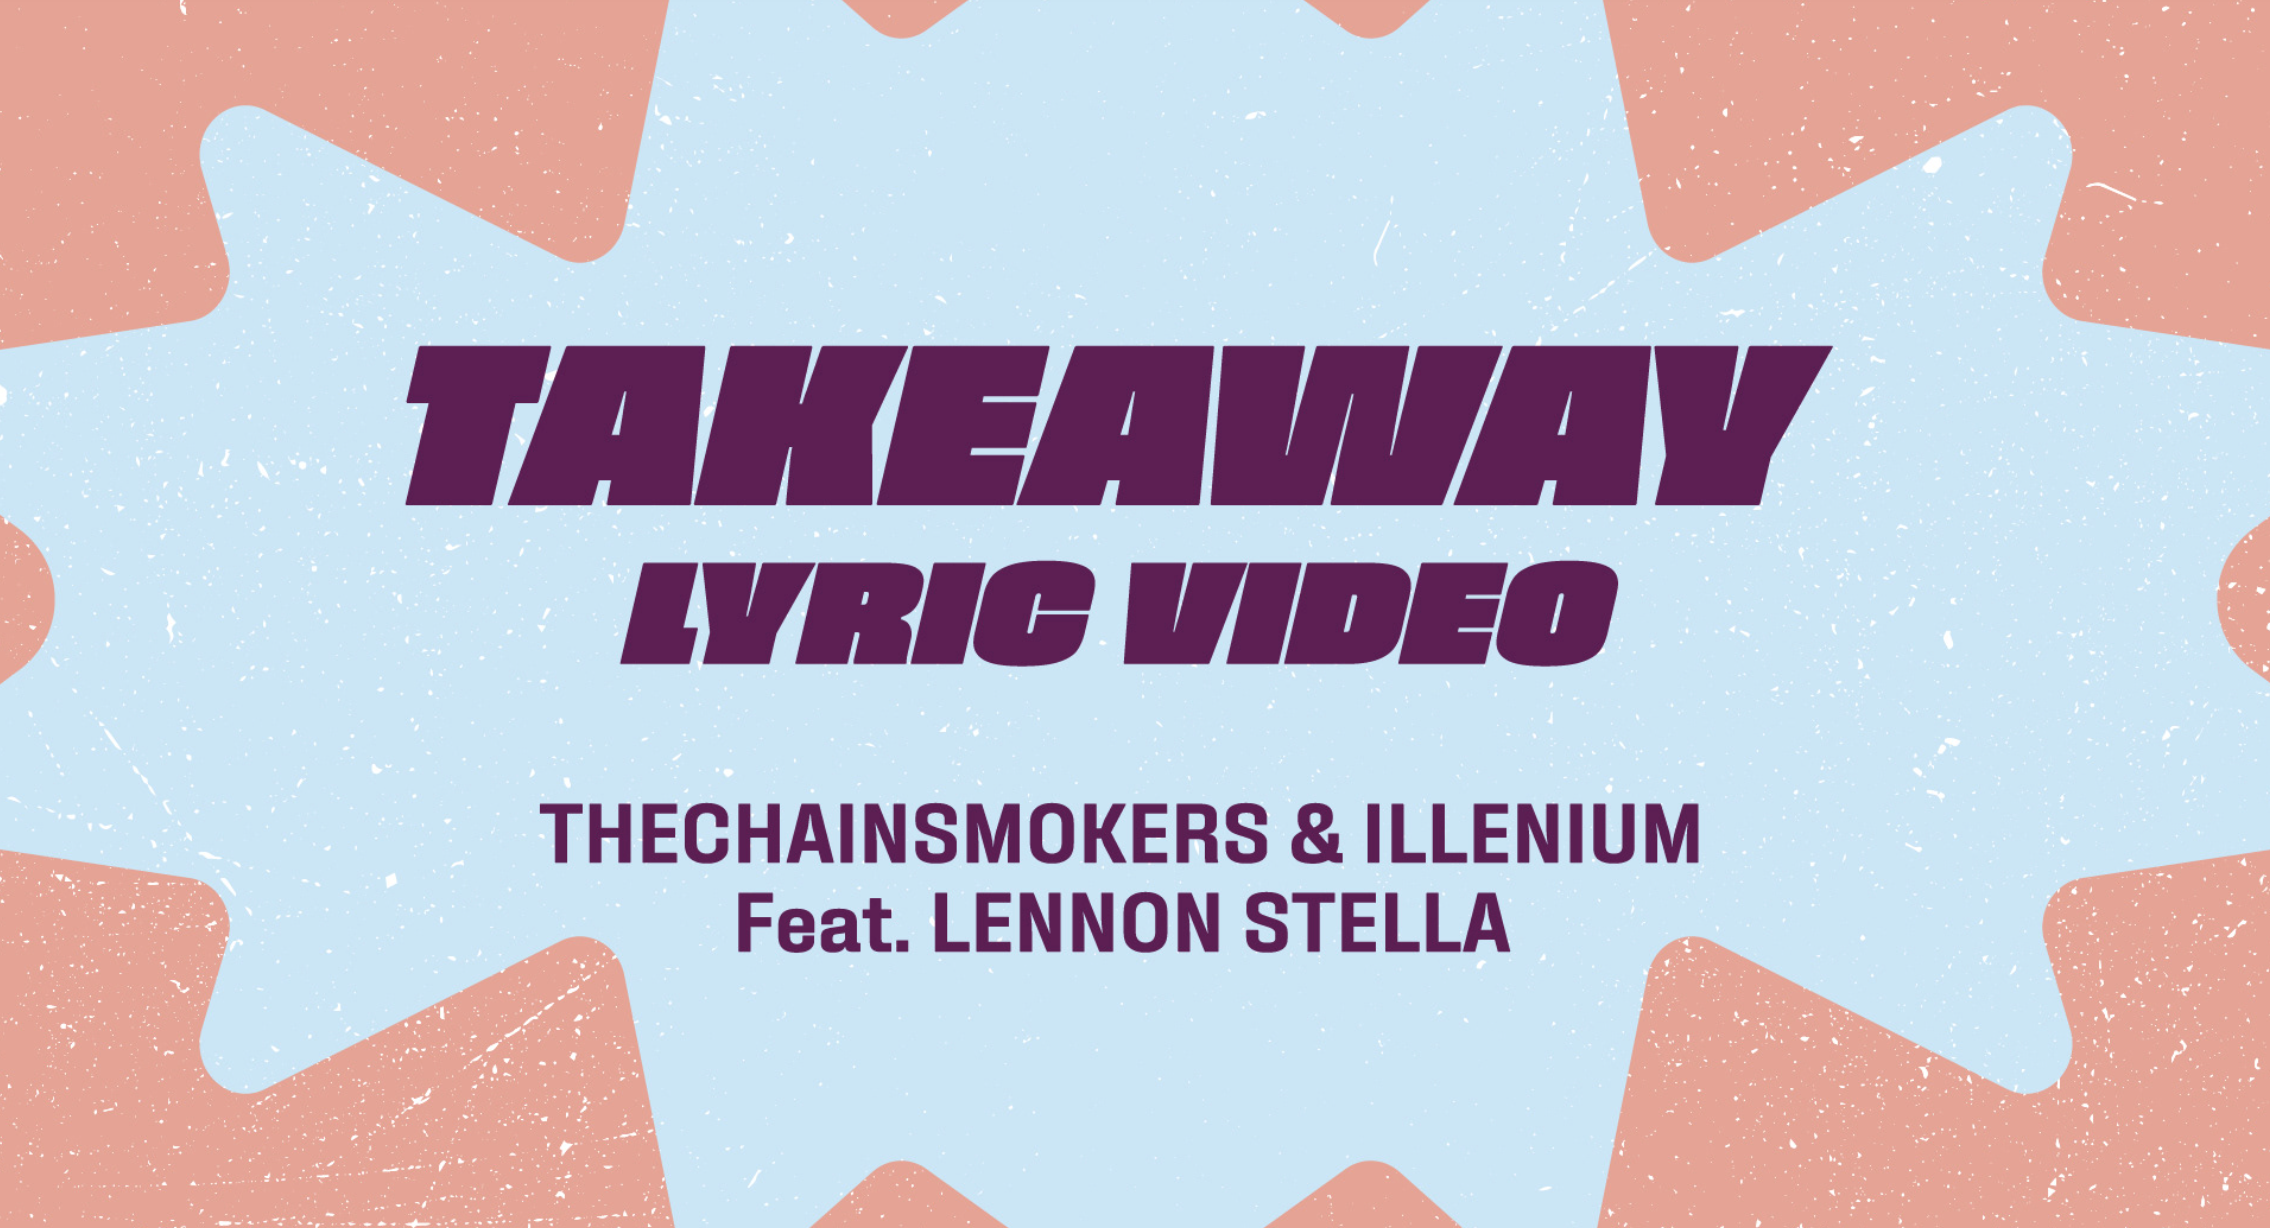 TAKEAWAY
LYRIC VIDEO
THECHAINSMOKERS & ILLENIUM
Feat. LENNON STELLA